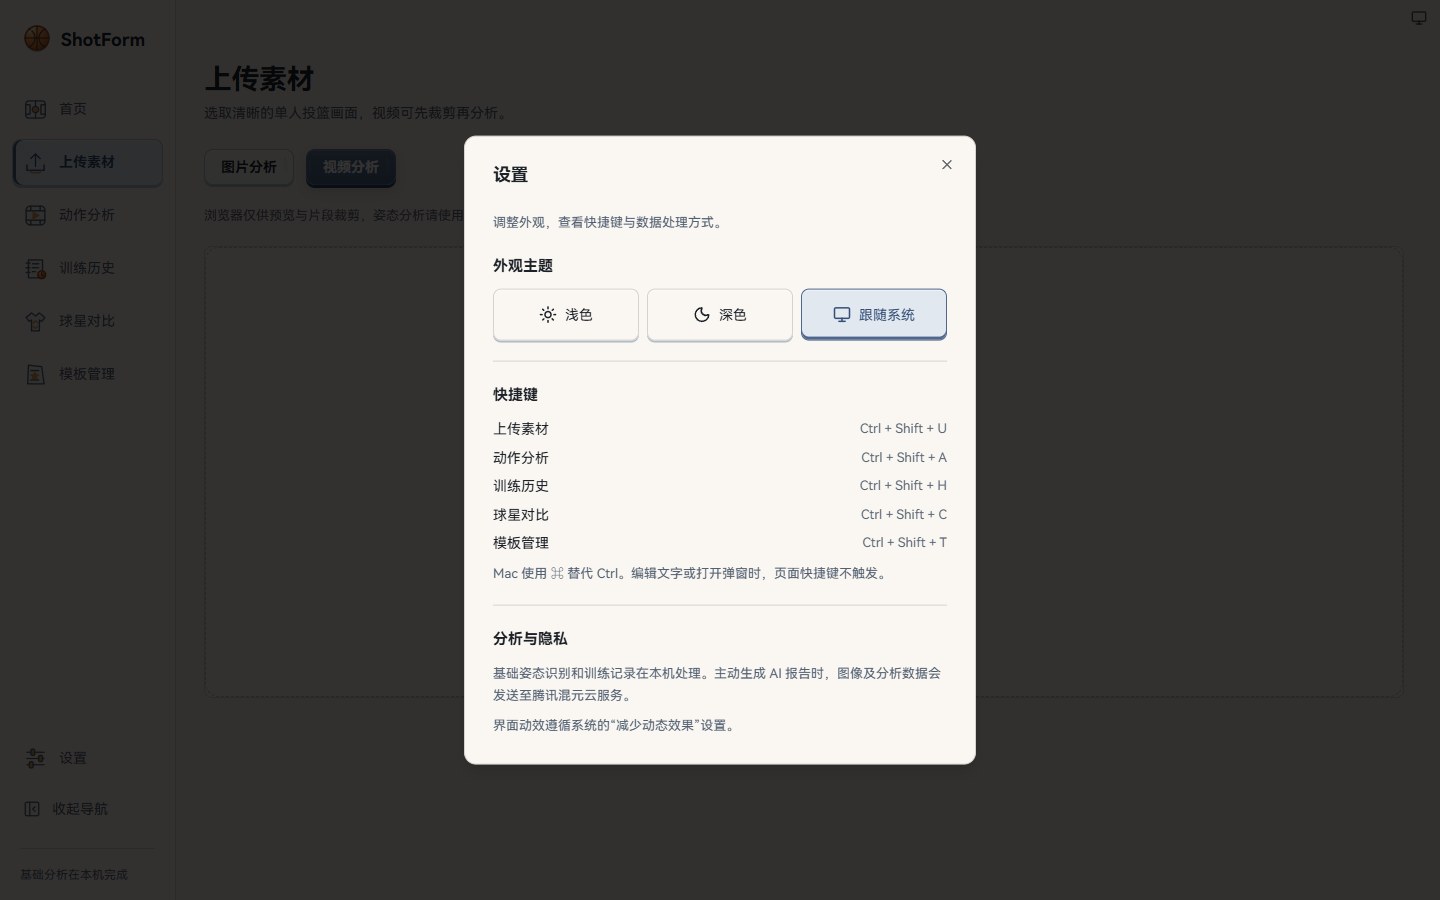 ShotForm
首页
上传素材
动作分析
训练历史
球星对比
模板管理
设置
收起导航
基础分析在本机完成
上传素材
选取清晰的单人投篮画面，视频可先裁剪再分析。
图片分析
视频分析
浏览器仅供预览与片段裁剪，姿态分析请使用
设置
调整外观，查看快捷键与数据处理方式。
外观主题
浅色
深色
跟随系统
快捷键
上传素材 Ctrl + Shift + U
动作分析 Ctrl + Shift + A
训练历史 Ctrl + Shift + H
球星对比 Ctrl + Shift + C
模板管理 Ctrl + Shift + T
Mac 使用 ⌘ 替代 Ctrl。编辑文字或打开弹窗时，页面快捷键不触发。
分析与隐私
基础姿态识别和训练记录在本机处理。主动生成 AI 报告时，图像及分析数据会
发送至腾讯混元云服务。
界面动效遵循系统的“减少动态效果”设置。